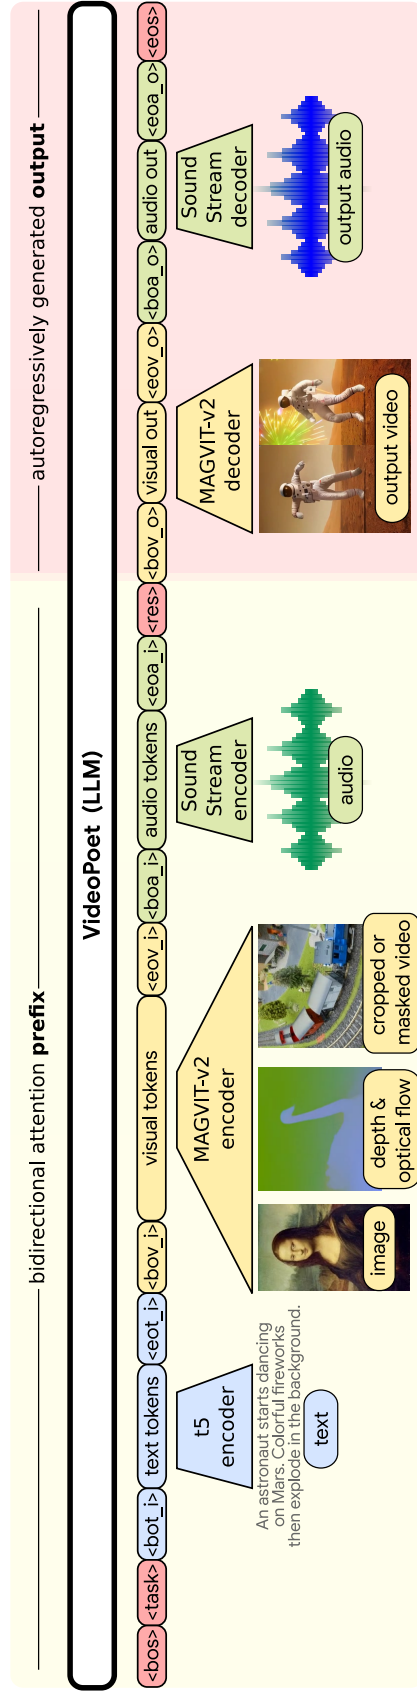 bidirectional attention prefix
autoregressively generated output
VideoPoet (LLM)
<bos>
<task>
<bot_i>
text tokens
<eot_i>
<bov_i>
visual tokens
<eov_i>
<boa_i>
audio tokens
<eoa_i>
<res>
<bov_o>
visual out
<eov_o>
<boa_o>
audio out
<eoa_o>
<eos>
t5
encoder
MAGVIT-v2
encoder
Sound
Stream
encoder
MAGVIT-v2
decoder
Sound
Stream
decoder
An astronaut starts dancing
on Mars. Colorful fireworks
then explode in the background.
text
image
depth &
optical flow
cropped or
masked video
audio
output video
output audio